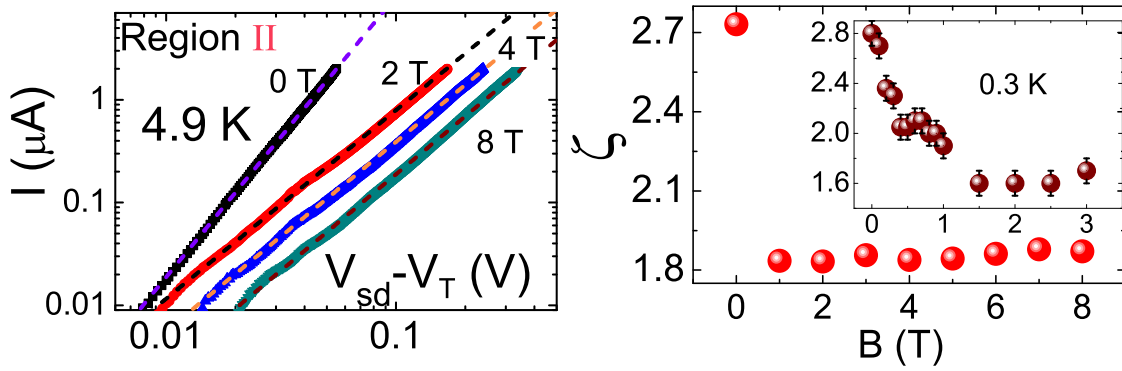 Region II
0 T
2 T
4 T
8 T
4.9 K
I (μA)
1
0.1
0.01
V_sd-V_T (V)
0.01
0.1
ζ
2.7
2.4
2.1
1.8
0
2
4
6
8
B (T)
2.8
2.4
2.0
1.6
0.3 K
0
1
2
3